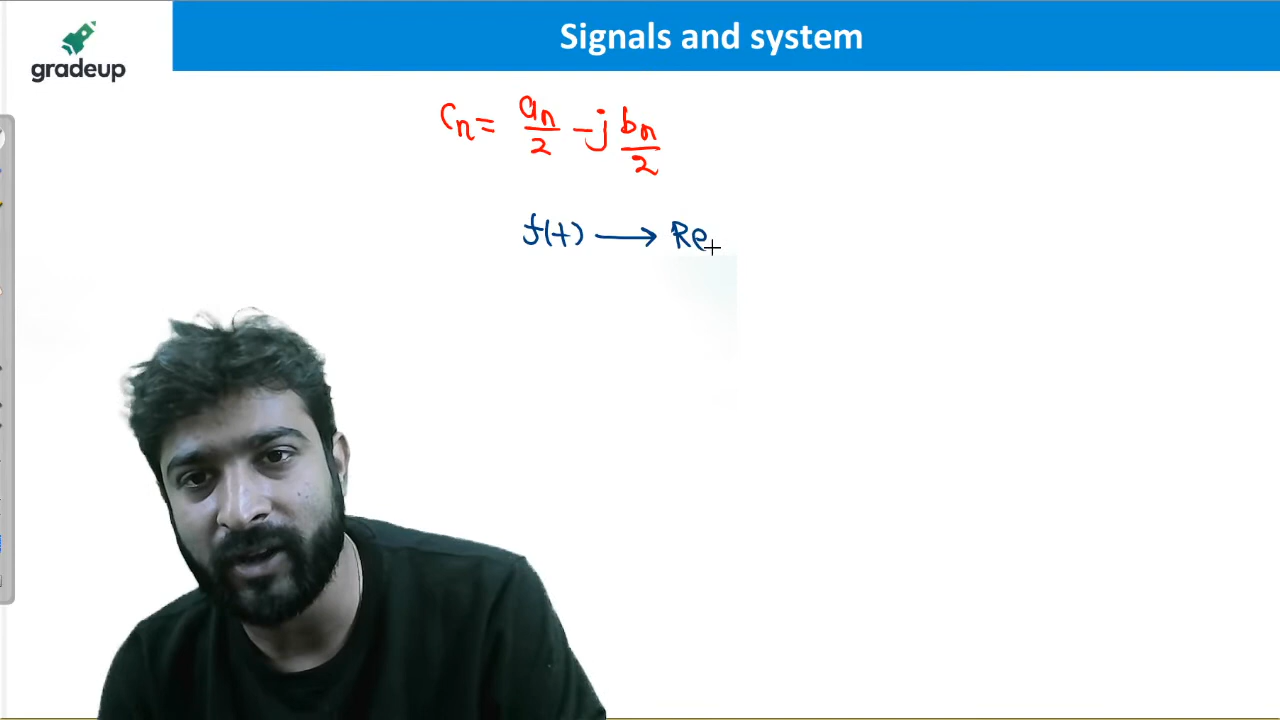 Signals and system
gradeup
Cn = an/2 - j bn/2
f(t) ⟶ Re